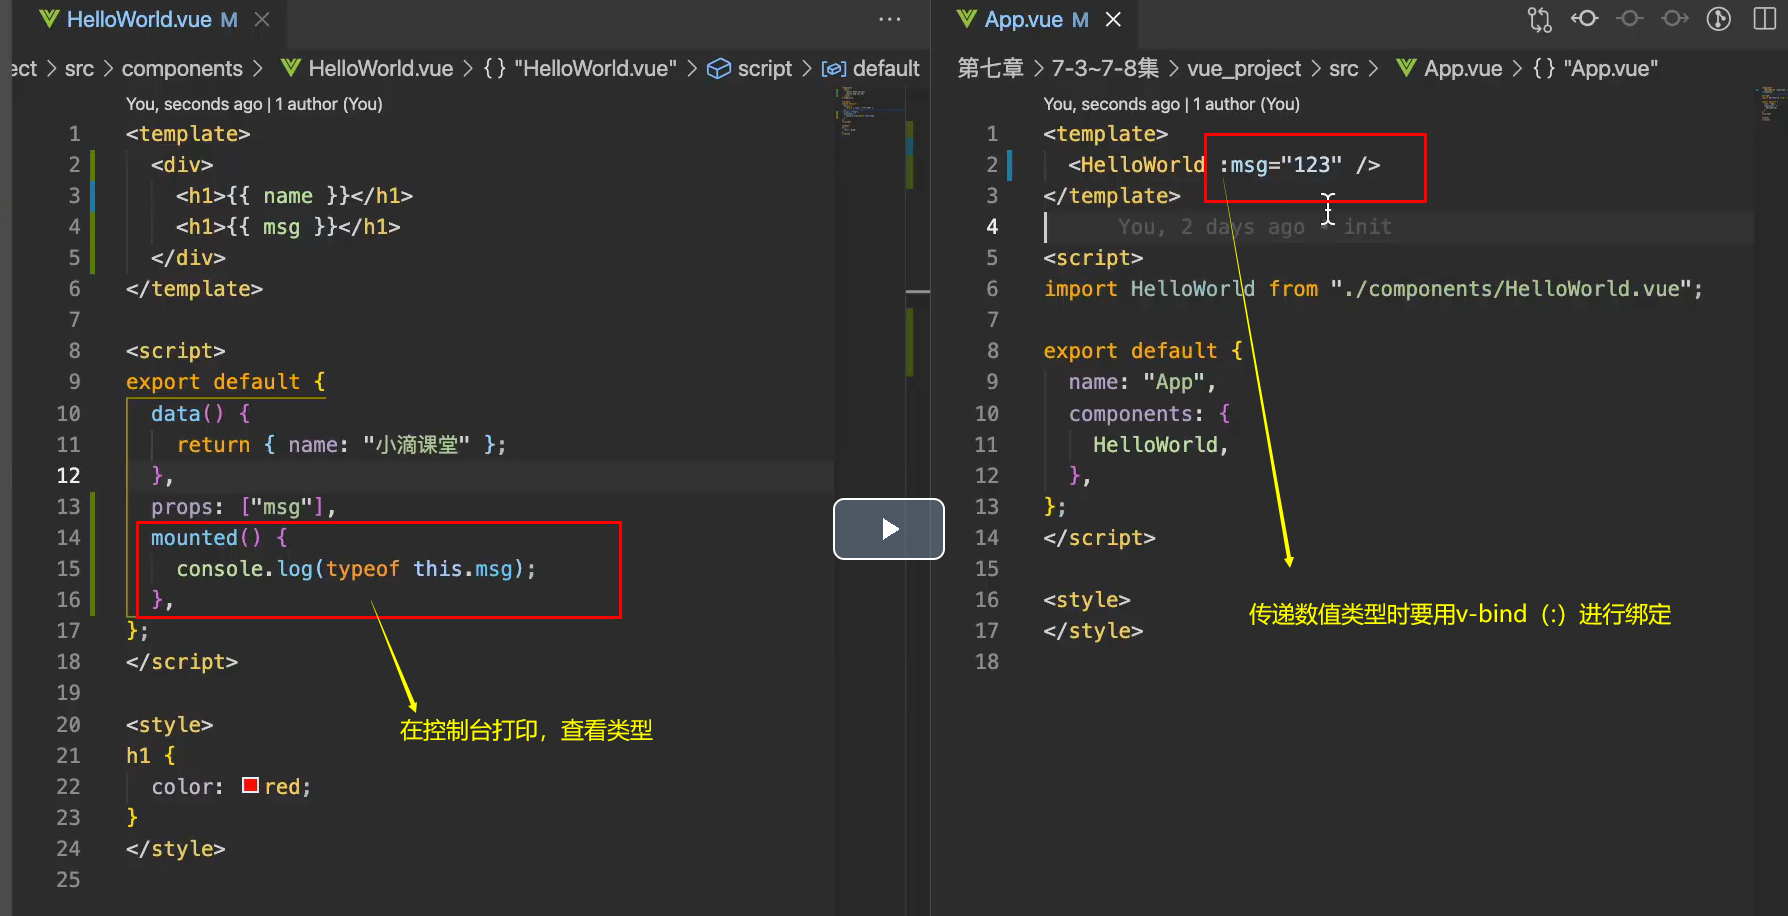 HelloWorld.vue M
ect > src > components > HelloWorld.vue > {} "HelloWorld.vue" > script > default
You, seconds ago | 1 author (You)
1 <template>
2 <div>
3 <h1>{{ name }}</h1>
4 <h1>{{ msg }}</h1>
5 </div>
6 </template>
7
8 <script>
9 export default {
10 data() {
11 return { name: "小滴课堂" };
12 },
13 props: ["msg"],
14 mounted() {
15 console.log(typeof this.msg);
16 },
17 };
18 </script>
19
20 <style>
21 h1 {
22 color: red;
23 }
24 </style>
25
在控制台打印，查看类型
App.vue M
第七章 > 7-3~7-8集 > vue_project > src > App.vue > {} "App.vue"
You, seconds ago | 1 author (You)
1 <template>
2 <HelloWorld :msg="123" />
3 </template>
4 You, 2 days ago • init
5 <script>
6 import HelloWorld from "./components/HelloWorld.vue";
7
8 export default {
9 name: "App",
10 components: {
11 HelloWorld,
12 },
13 };
14 </script>
15
16 <style>
17 </style>
18
传递数值类型时要用v-bind（:）进行绑定